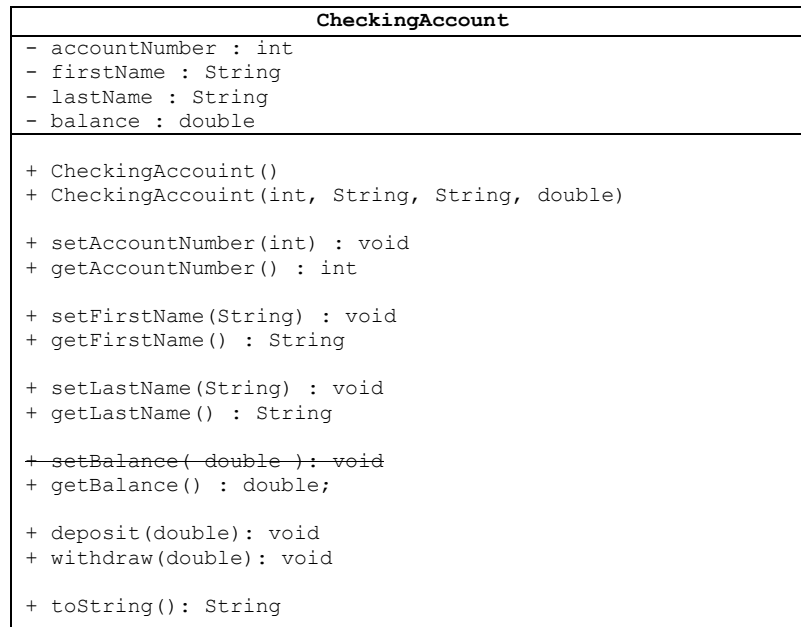 CheckingAccount
- accountNumber : int
- firstName : String
- lastName : String
- balance : double
+ CheckingAccouint()
+ CheckingAccouint(int, String, String, double)
+ setAccountNumber(int) : void
+ getAccountNumber() : int
+ setFirstName(String) : void
+ getFirstName() : String
+ setLastName(String) : void
+ getLastName() : String
+ setBalance( double ): void
+ getBalance() : double;
+ deposit(double): void
+ withdraw(double): void
+ toString(): String